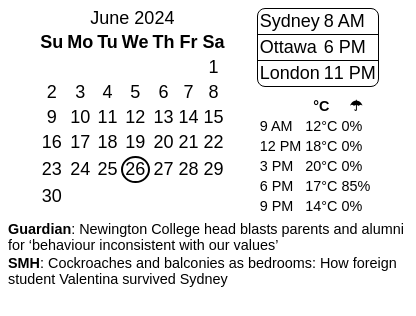 June 2024
Su Mo Tu We Th Fr Sa
1
2 3 4 5 6 7 8
9 10 11 12 13 14 15
16 17 18 19 20 21 22
23 24 25 26 27 28 29
30
Sydney 8 AM
Ottawa 6 PM
London 11 PM
°C ☂
9 AM 12°C 0%
12 PM 18°C 0%
3 PM 20°C 0%
6 PM 17°C 85%
9 PM 14°C 0%
Guardian: Newington College head blasts parents and alumni
for ‘behaviour inconsistent with our values’
SMH: Cockroaches and balconies as bedrooms: How foreign
student Valentina survived Sydney